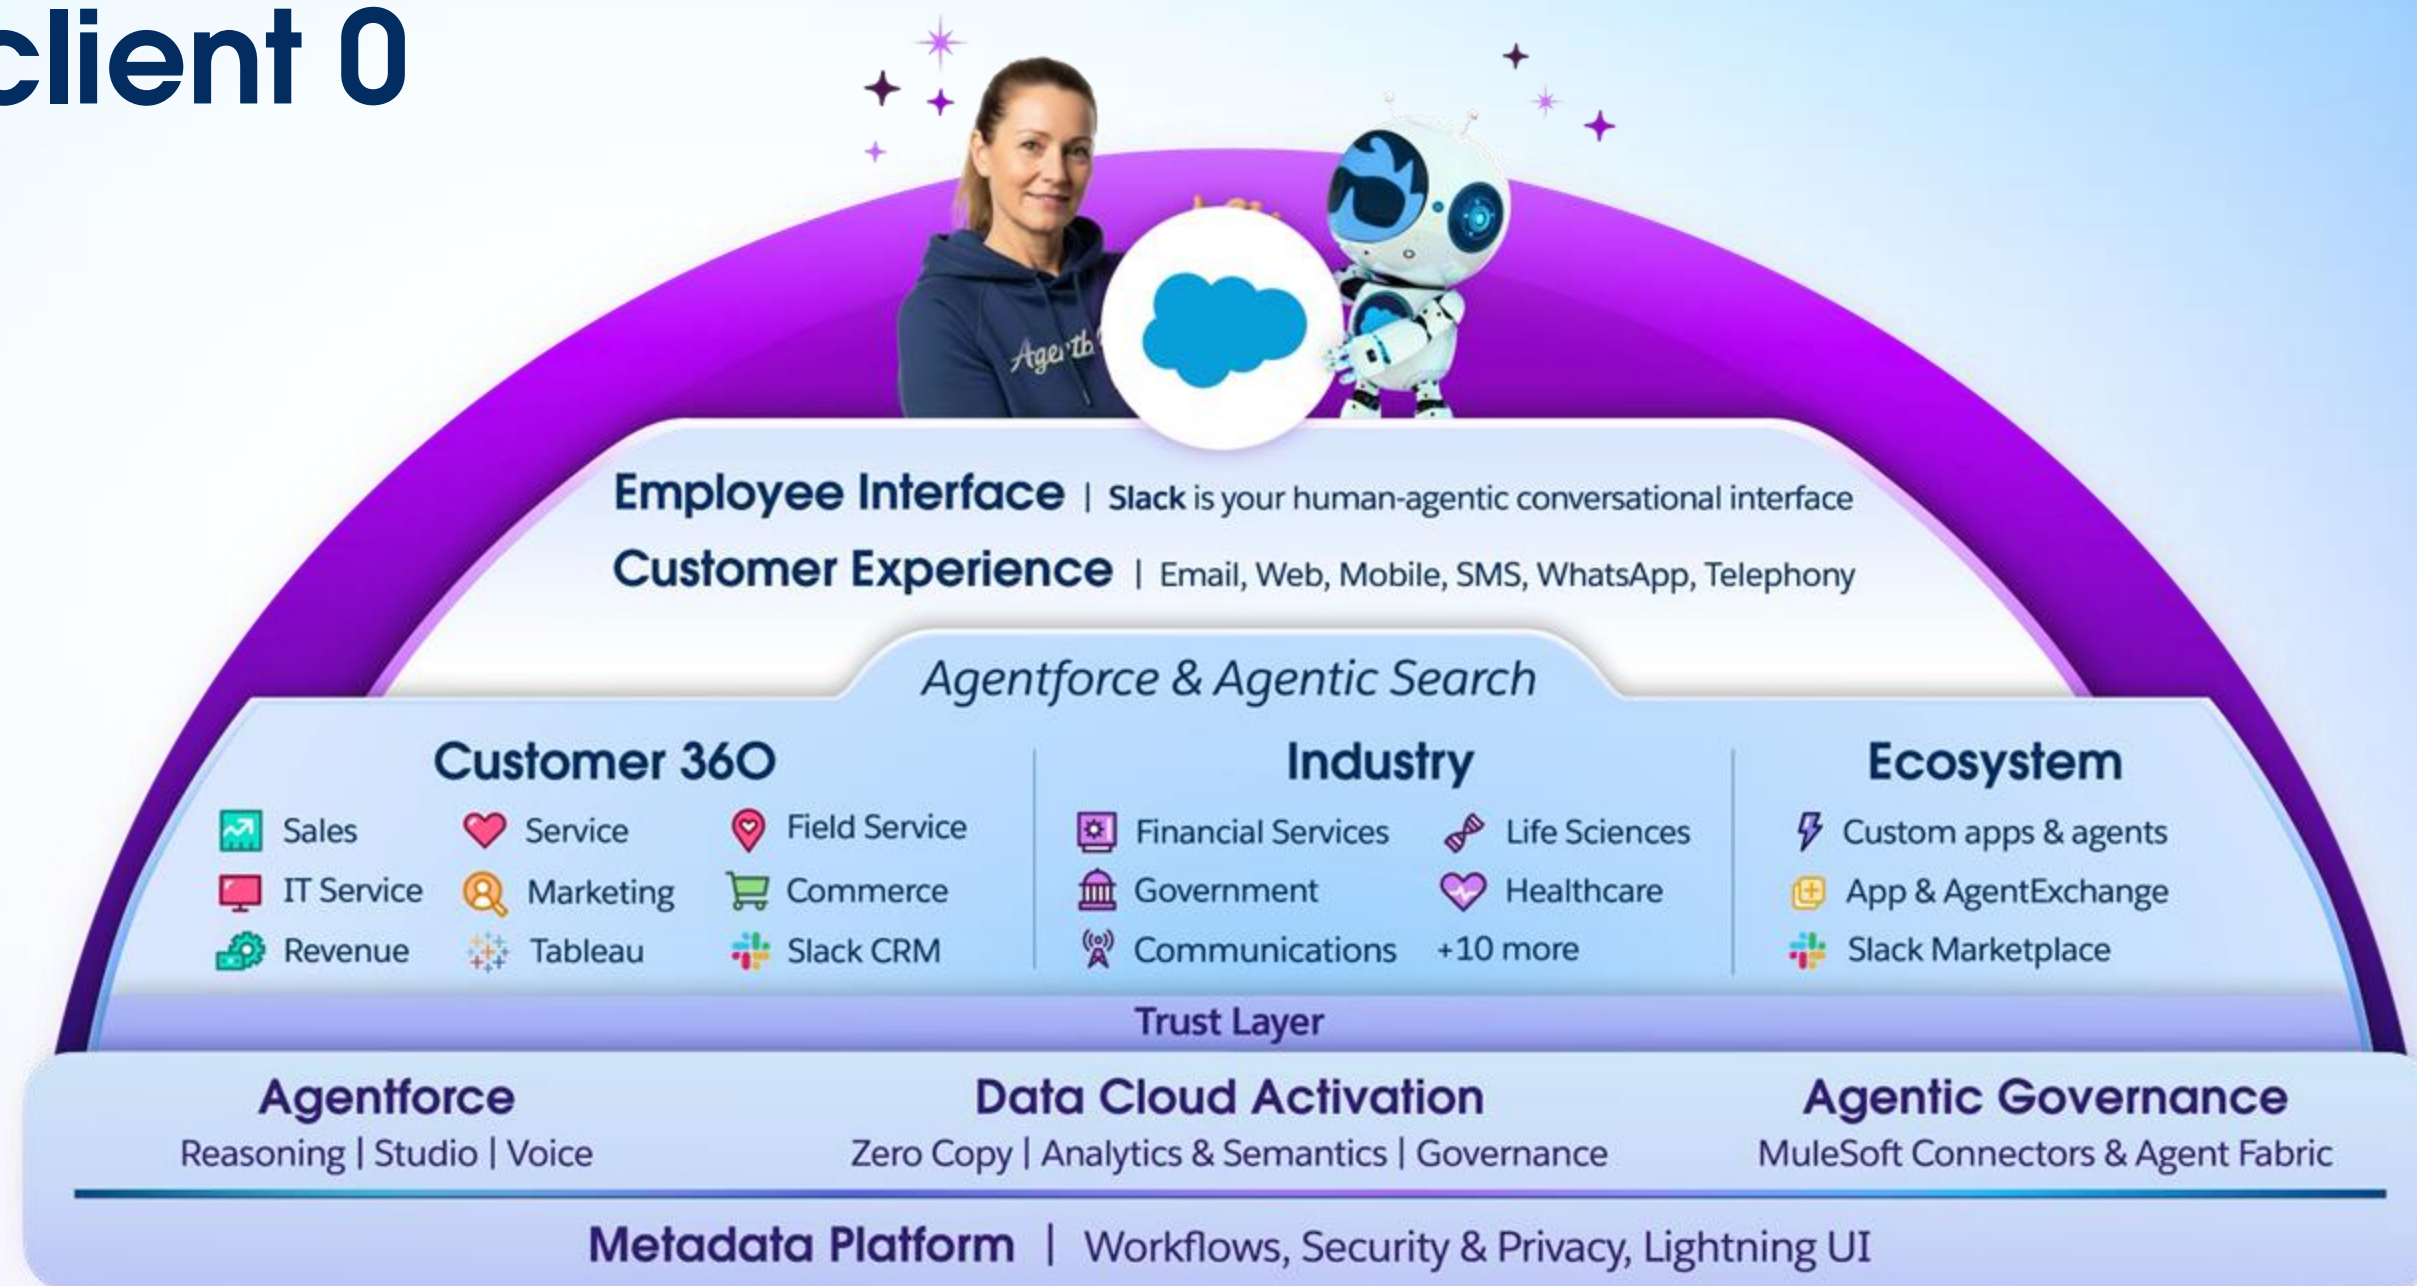 client 0
Employee Interface | Slack is your human-agentic conversational interface
Customer Experience | Email, Web, Mobile, SMS, WhatsApp, Telephony
Agentforce & Agentic Search
Customer 360
Sales
Service
Field Service
IT Service
Marketing
Commerce
Revenue
Tableau
Slack CRM
Industry
Financial Services
Life Sciences
Government
Healthcare
Communications
+10 more
Ecosystem
Custom apps & agents
App & AgentExchange
Slack Marketplace
Trust Layer
Agentforce
Reasoning | Studio | Voice
Data Cloud Activation
Zero Copy | Analytics & Semantics | Governance
Agentic Governance
MuleSoft Connectors & Agent Fabric
Metadata Platform | Workflows, Security & Privacy, Lightning UI